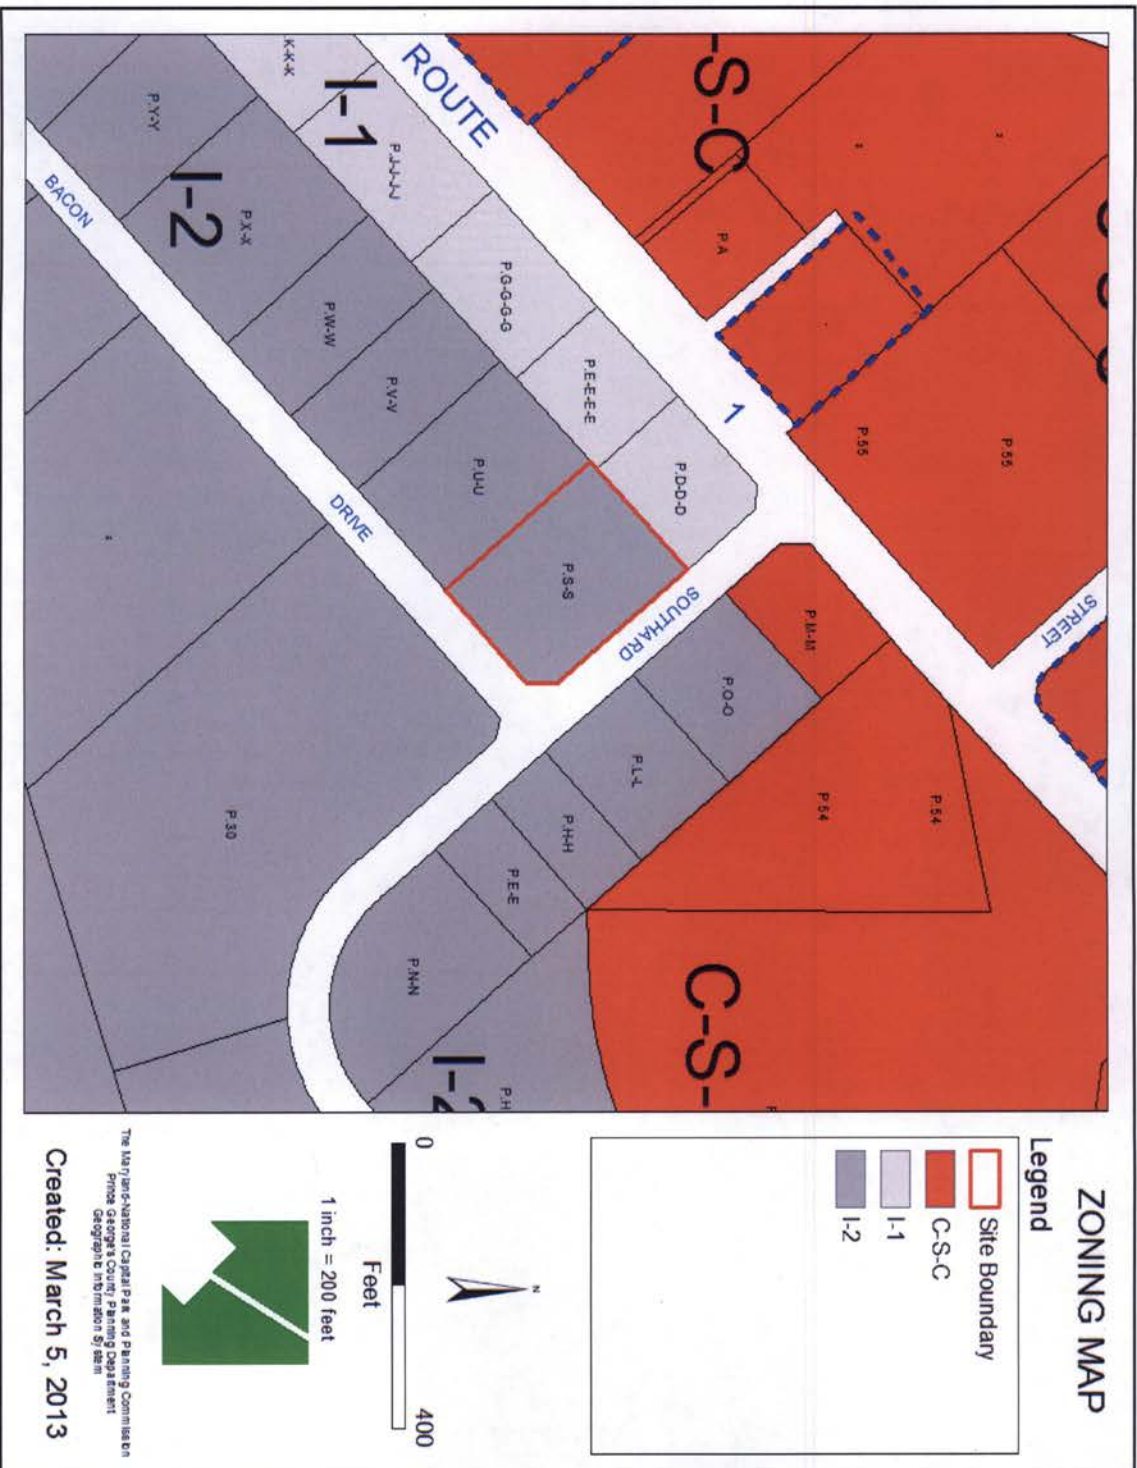 ZONING MAP
Legend
Site Boundary
C-S-C
I-1
I-2
0
400
Feet
1 inch = 200 feet
N
The Maryland-National Capital Park and Planning Commission
Prince George's County Planning Department
Geographic Information System
Created: March 5, 2013
-S-C
ROUTE
1
I-1
K-K-K
P.J-J-J-J
P.G-G-G-G
P.E-E-E-E
P.D-D-D
P.A
P.55
P.55
STREET
P.Y-Y
I-2
P.X-X
P.W-W
P.V-V
P.U-U
P.S-S
BACON
DRIVE
SOUTHARD
P.M-M
P.O-O
P.L-L
P.H-H
P.E-E
P.N-N
P.H
P.54
P.54
P.30
C-S-
I-2